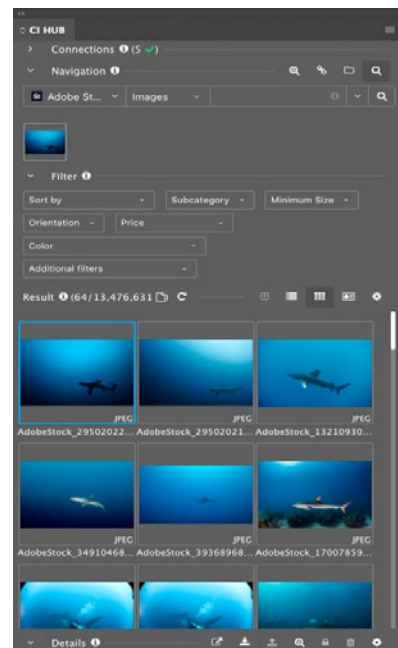 CI HUB
Connections (5 ✓)
Navigation
St Adobe St... Images
Filter
Sort by Subcategory Minimum Size
Orientation Price
Color
Additional filters
Result (64/13,476,631
JPEG JPEG JPEG
AdobeStock_29502022... AdobeStock_29502021... AdobeStock_13210930...
JPEG JPEG JPEG
AdobeStock_34910468... AdobeStock_39368968... AdobeStock_17007859...
Details